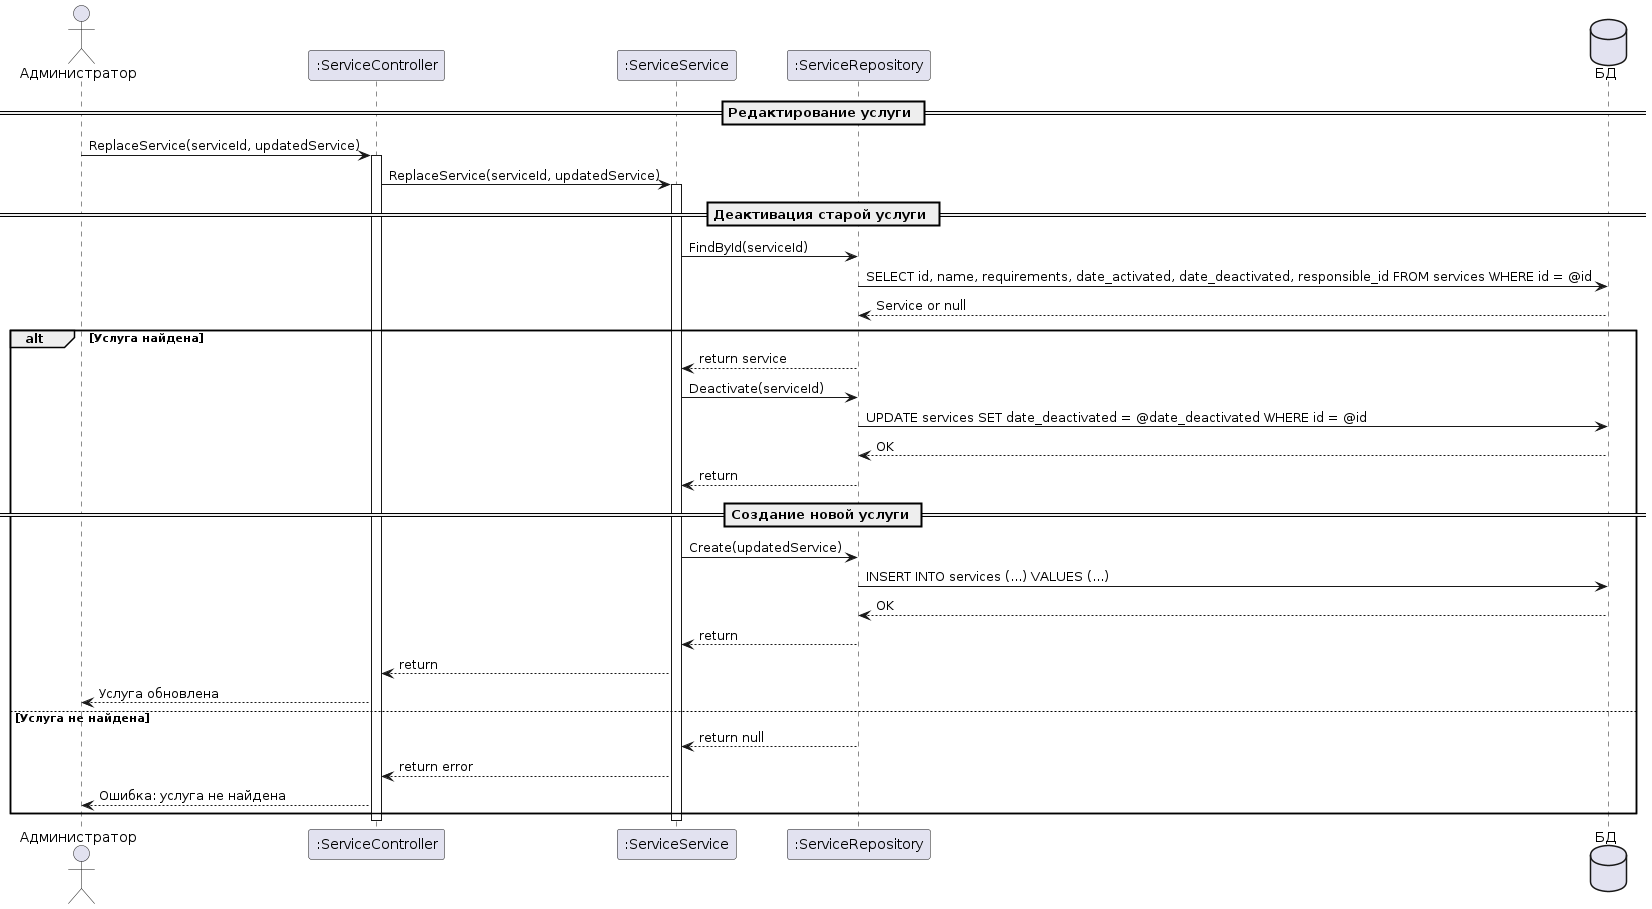 Администратор
:ServiceController
:ServiceService
:ServiceRepository
БД
Редактирование услуги
ReplaceService(serviceId, updatedService)
ReplaceService(serviceId, updatedService)
Деактивация старой услуги
FindById(serviceId)
SELECT id, name, requirements, date_activated, date_deactivated, responsible_id FROM services WHERE id = @id
Service or null
alt [Услуга найдена]
return service
Deactivate(serviceId)
UPDATE services SET date_deactivated = @date_deactivated WHERE id = @id
OK
return
Создание новой услуги
Create(updatedService)
INSERT INTO services (...) VALUES (...)
OK
return
return
Услуга обновлена
[Услуга не найдена]
return null
return error
Ошибка: услуга не найдена
Администратор
:ServiceController
:ServiceService
:ServiceRepository
БД